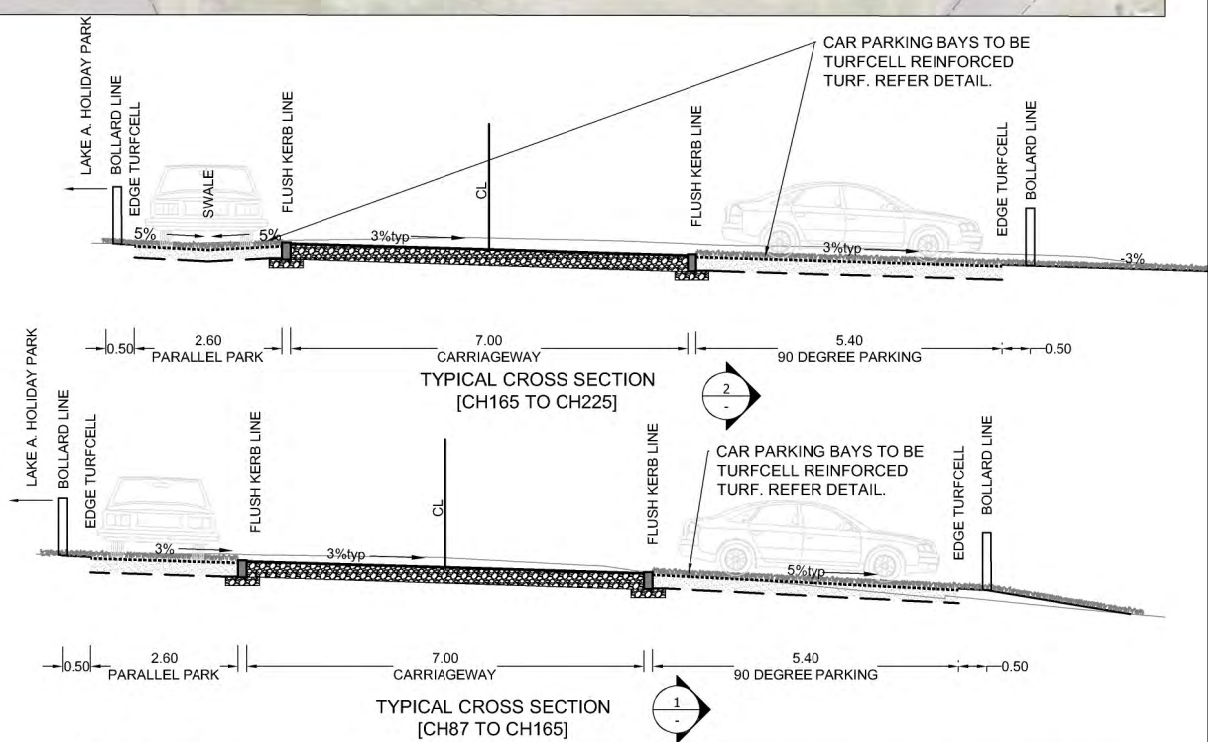 CAR PARKING BAYS TO BE
TURFCELL REINFORCED
TURF. REFER DETAIL.
LAKE A. HOLIDAY PARK
BOLLARD LINE
EDGE TURFCELL
SWALE
FLUSH KERB LINE
CL
FLUSH KERB LINE
EDGE TURFCELL
BOLLARD LINE
5%
5%
3%typ
3%typ
-3%
0.50
2.60
PARALLEL PARK
7.00
CARRIAGEWAY
5.40
90 DEGREE PARKING
0.50
TYPICAL CROSS SECTION
[CH165 TO CH225]
2
-
LAKE A. HOLIDAY PARK
BOLLARD LINE
EDGE TURFCELL
FLUSH KERB LINE
CL
FLUSH KERB LINE
CAR PARKING BAYS TO BE
TURFCELL REINFORCED
TURF. REFER DETAIL.
EDGE TURFCELL
BOLLARD LINE
3%
3%typ
5%typ
0.50
2.60
PARALLEL PARK
7.00
CARRIAGEWAY
5.40
90 DEGREE PARKING
0.50
TYPICAL CROSS SECTION
[CH87 TO CH165]
1
-